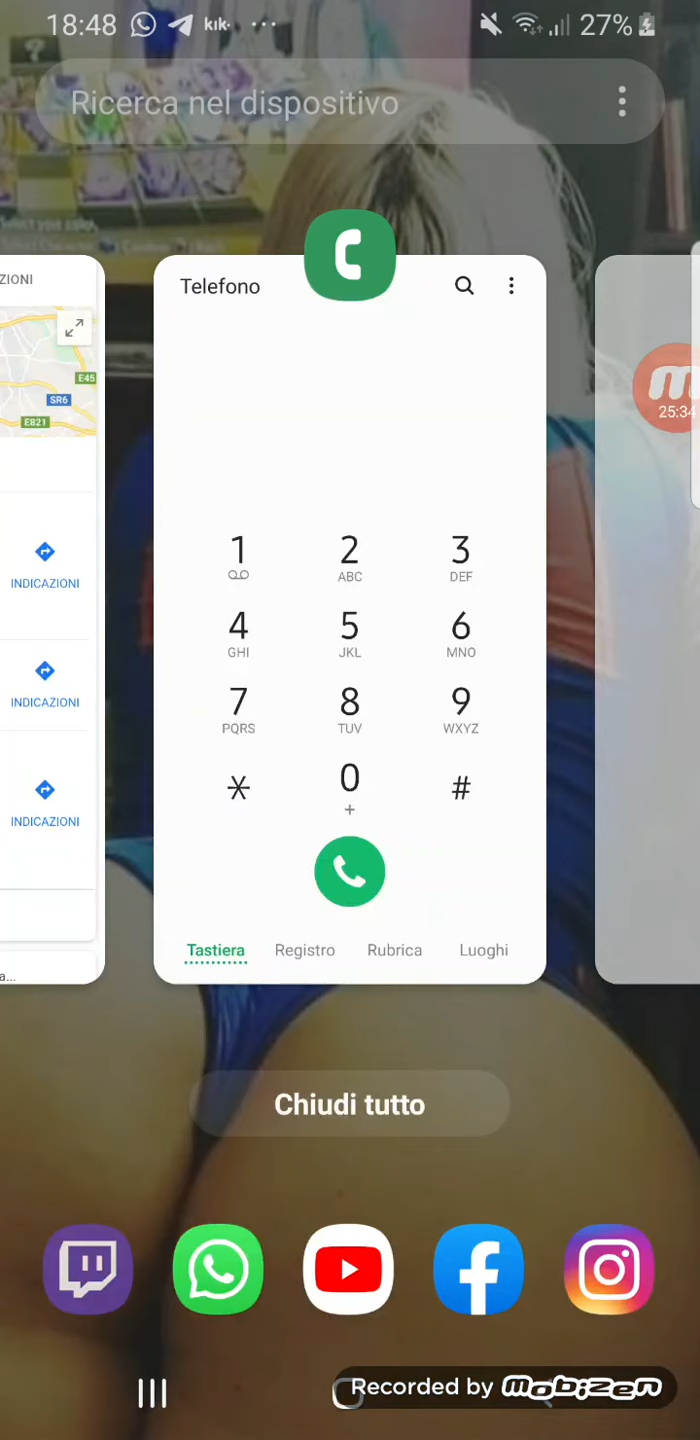 18:48 kik· ··· 27%
Ricerca nel dispositivo
ZIONI
Telefono
E45
SR6
E821
25:34
1
2 ABC
3 DEF
INDICAZIONI
4 GHI
5 JKL
6 MNO
INDICAZIONI
7 PQRS
8 TUV
9 WXYZ
*
0 +
#
INDICAZIONI
Tastiera Registro Rubrica Luoghi
a...
Chiudi tutto
Recorded by mobizen